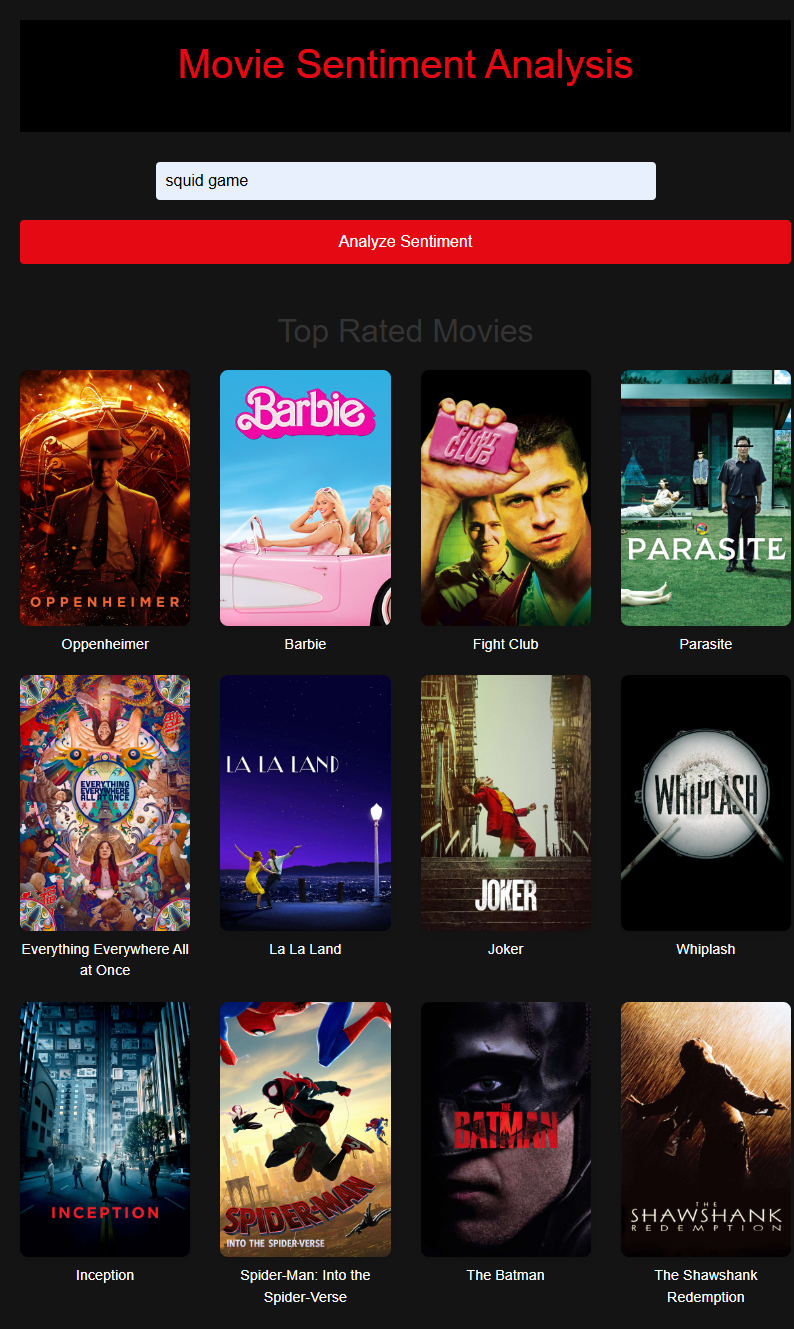 Movie Sentiment Analysis
squid game
Analyze Sentiment
Top Rated Movies
OPPENHEIMER
Barbie
FIGHT
CLUB
PARASITE
Oppenheimer
Barbie
Fight Club
Parasite
EVERYTHING
EVERYWHERE
ALL AT ONCE
LA LA LAND
JOKER
WHIPLASH
Everything Everywhere All
at Once
La La Land
Joker
Whiplash
INCEPTION
SPIDER-MAN
INTO THE SPIDER-VERSE
THE
BATMAN
THE
SHAWSHANK
REDEMPTION
Inception
Spider-Man: Into the
Spider-Verse
The Batman
The Shawshank
Redemption